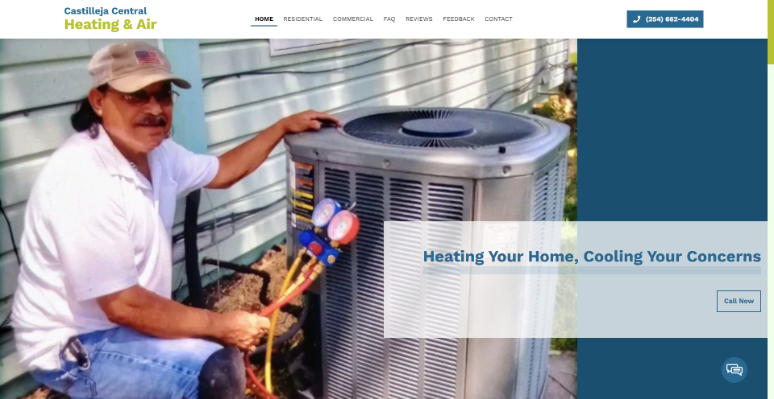 Castilleja Central
Heating & Air
HOME RESIDENTIAL COMMERCIAL FAQ REVIEWS FEEDBACK CONTACT
(254) 662-4404
Heating Your Home, Cooling Your Concerns
Call Now